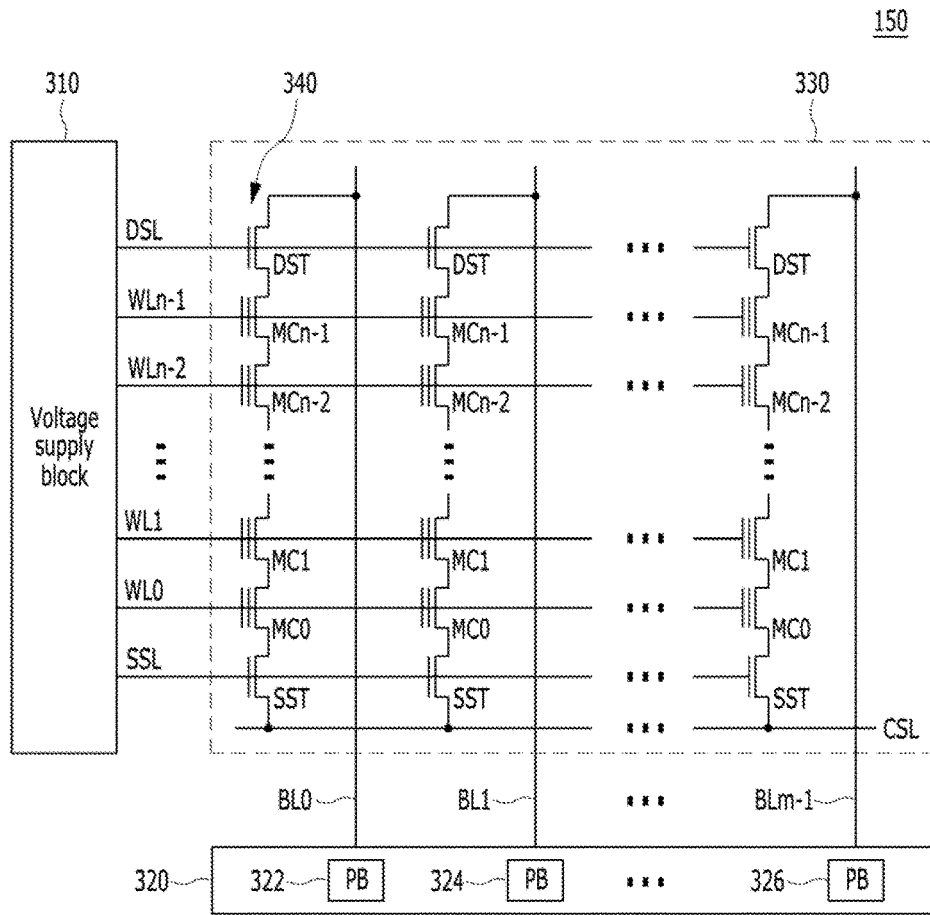 150
310
340
330
DSL
DST
DST
DST
WLn-1
MCn-1
MCn-1
MCn-1
WLn-2
MCn-2
MCn-2
MCn-2
Voltage
supply
block
WL1
MC1
MC1
MC1
WL0
MC0
MC0
MC0
SSL
SST
SST
SST
CSL
BL0
BL1
BLm-1
320
322
PB
324
PB
326
PB